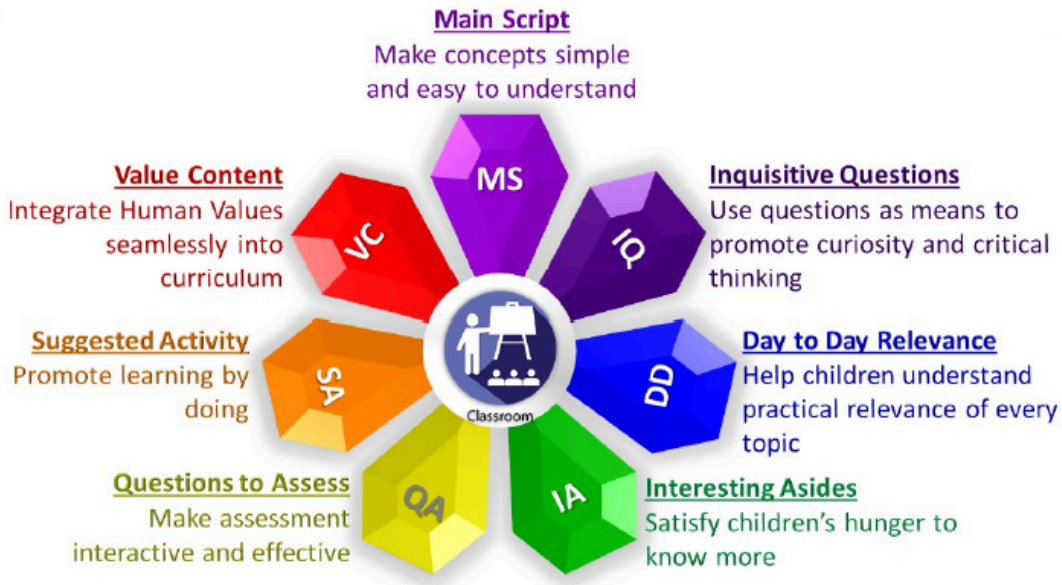 Main Script
Make concepts simple
and easy to understand
MS
Value Content
Integrate Human Values
seamlessly into
curriculum
VC
Inquisitive Questions
Use questions as means to
promote curiosity and critical
thinking
IQ
Suggested Activity
Promote learning by
doing
SA
Classroom
Day to Day Relevance
Help children understand
practical relevance of every
topic
DD
Questions to Assess
Make assessment
interactive and effective
QA
Interesting Asides
Satisfy children's hunger to
know more
IA